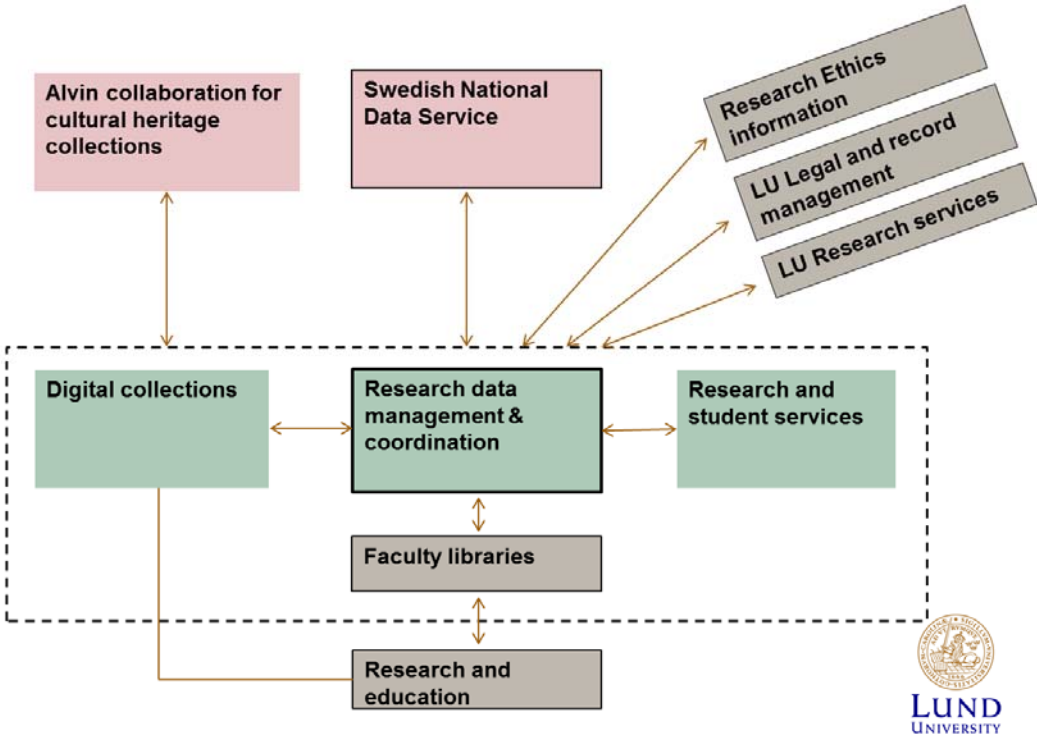 Alvin collaboration for
cultural heritage
collections
Swedish National
Data Service
Research Ethics
information
LU Legal and record
management
LU Research services
Digital collections
Research data
management &
coordination
Research and
student services
Faculty libraries
Research and
education
LUND
UNIVERSITY